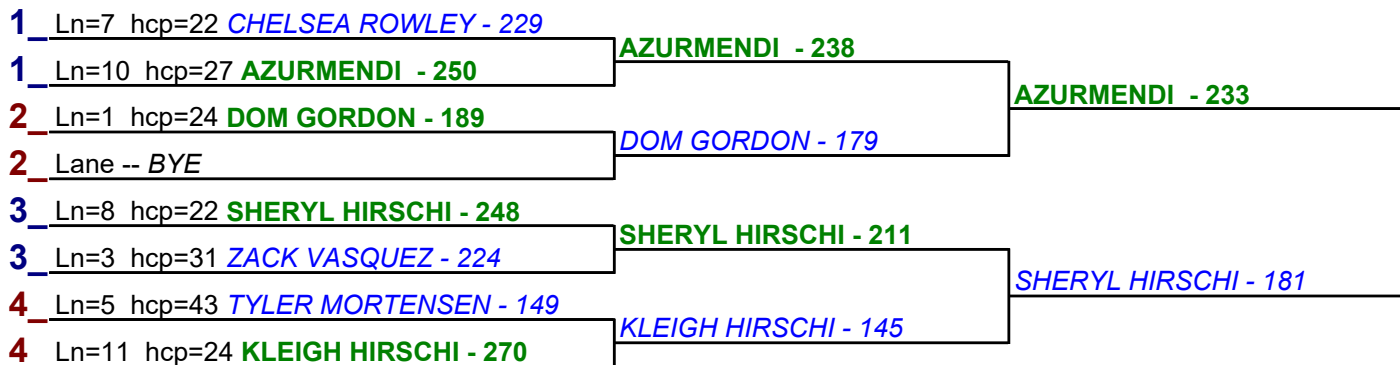 1_ Ln=7 hcp=22 CHELSEA ROWLEY - 229
AZURMENDI - 238
1_ Ln=10 hcp=27 AZURMENDI - 250
AZURMENDI - 233
2_ Ln=1 hcp=24 DOM GORDON - 189
DOM GORDON - 179
2_ Lane -- BYE
3_ Ln=8 hcp=22 SHERYL HIRSCHI - 248
SHERYL HIRSCHI - 211
3_ Ln=3 hcp=31 ZACK VASQUEZ - 224
SHERYL HIRSCHI - 181
4_ Ln=5 hcp=43 TYLER MORTENSEN - 149
KLEIGH HIRSCHI - 145
4 Ln=11 hcp=24 KLEIGH HIRSCHI - 270